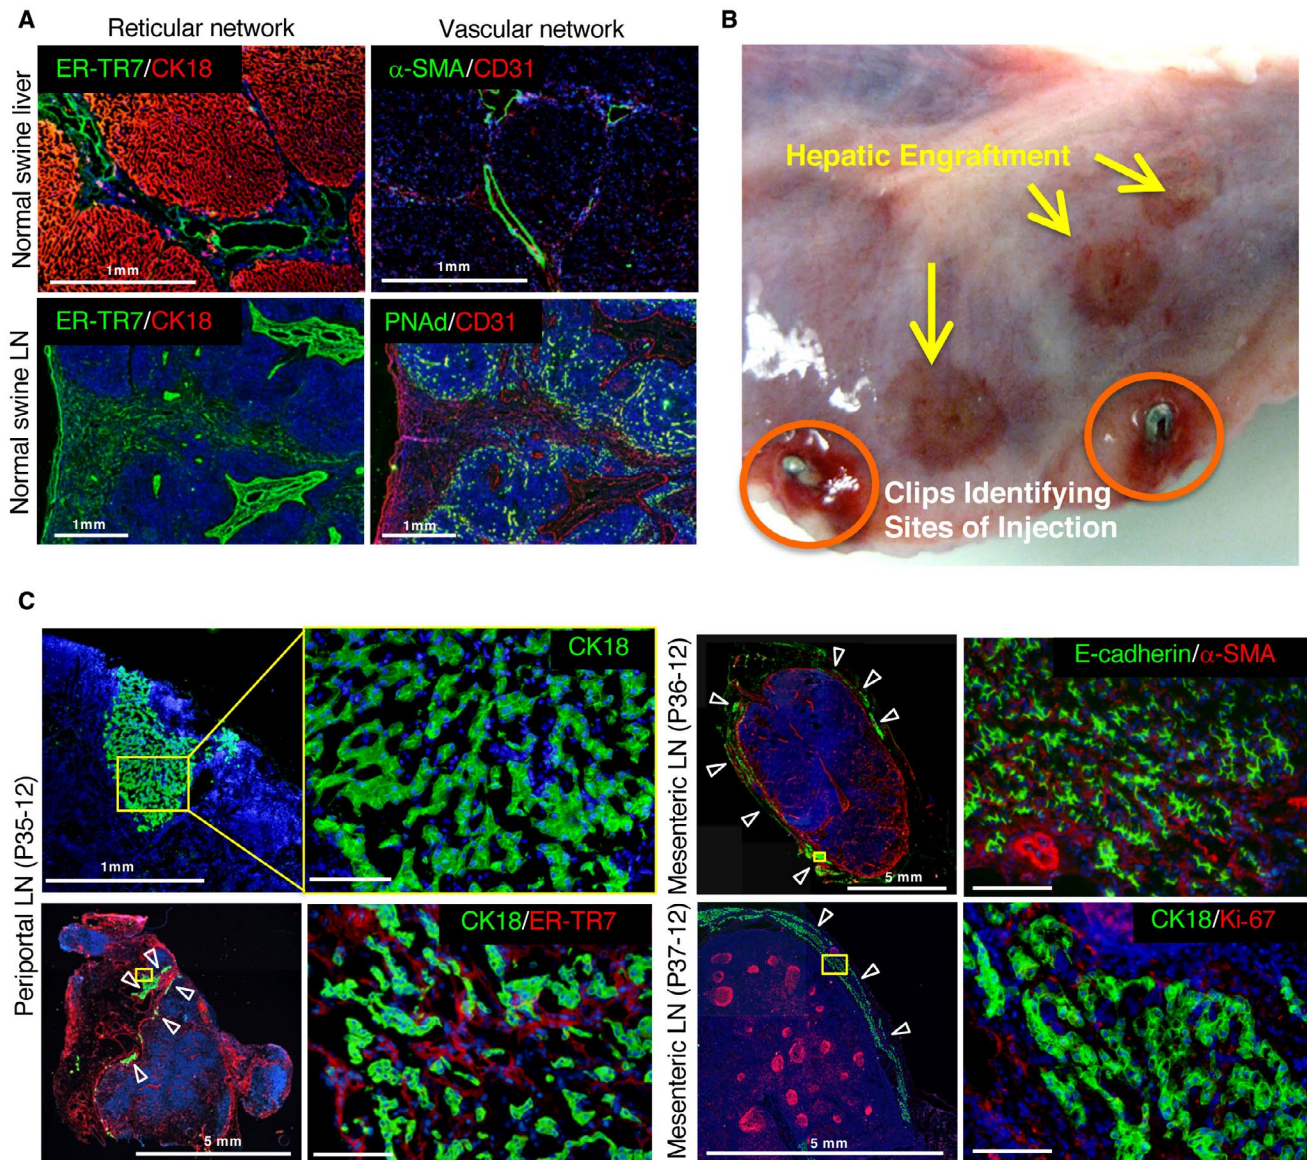 A
Reticular network
Vascular network
Normal swine liver
ER-TR7/CK18
1mm
α-SMA/CD31
1mm
Normal swine LN
ER-TR7/CK18
1mm
PNAd/CD31
1mm
B
Hepatic Engraftment
Clips Identifying
Sites of Injection
C
Periportal LN (P35-12)
1mm
CK18
5 mm
CK18/ER-TR7
Mesenteric LN (P36-12)
5 mm
E-cadherin/α-SMA
Mesenteric LN (P37-12)
5 mm
CK18/Ki-67